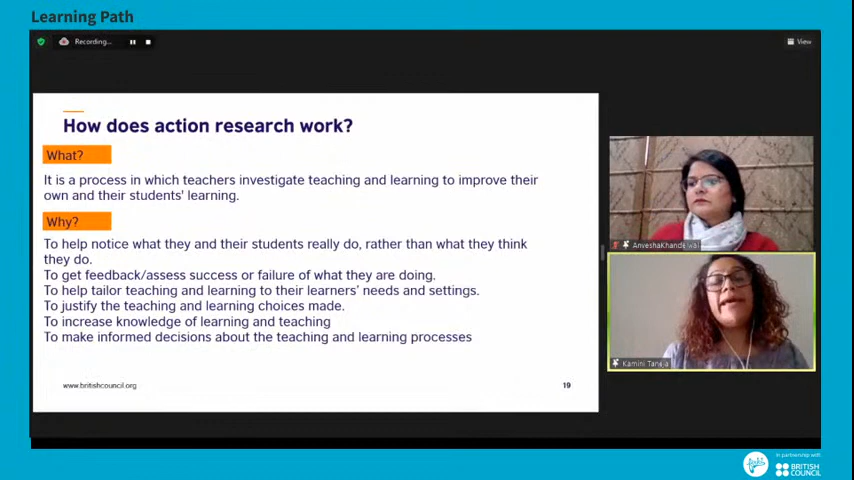 Learning Path
Recording...
View
How does action research work?
What?
It is a process in which teachers investigate teaching and learning to improve their
own and their students' learning.
Why?
To help notice what they and their students really do, rather than what they think
they do.
To get feedback/assess success or failure of what they are doing.
To help tailor teaching and learning to their learners' needs and settings.
To justify the teaching and learning choices made.
To increase knowledge of learning and teaching
To make informed decisions about the teaching and learning processes
www.britishcouncil.org
19
AnveshaKhandelwal
Kamini Taneja
In partnership with
BRITISH
COUNCIL